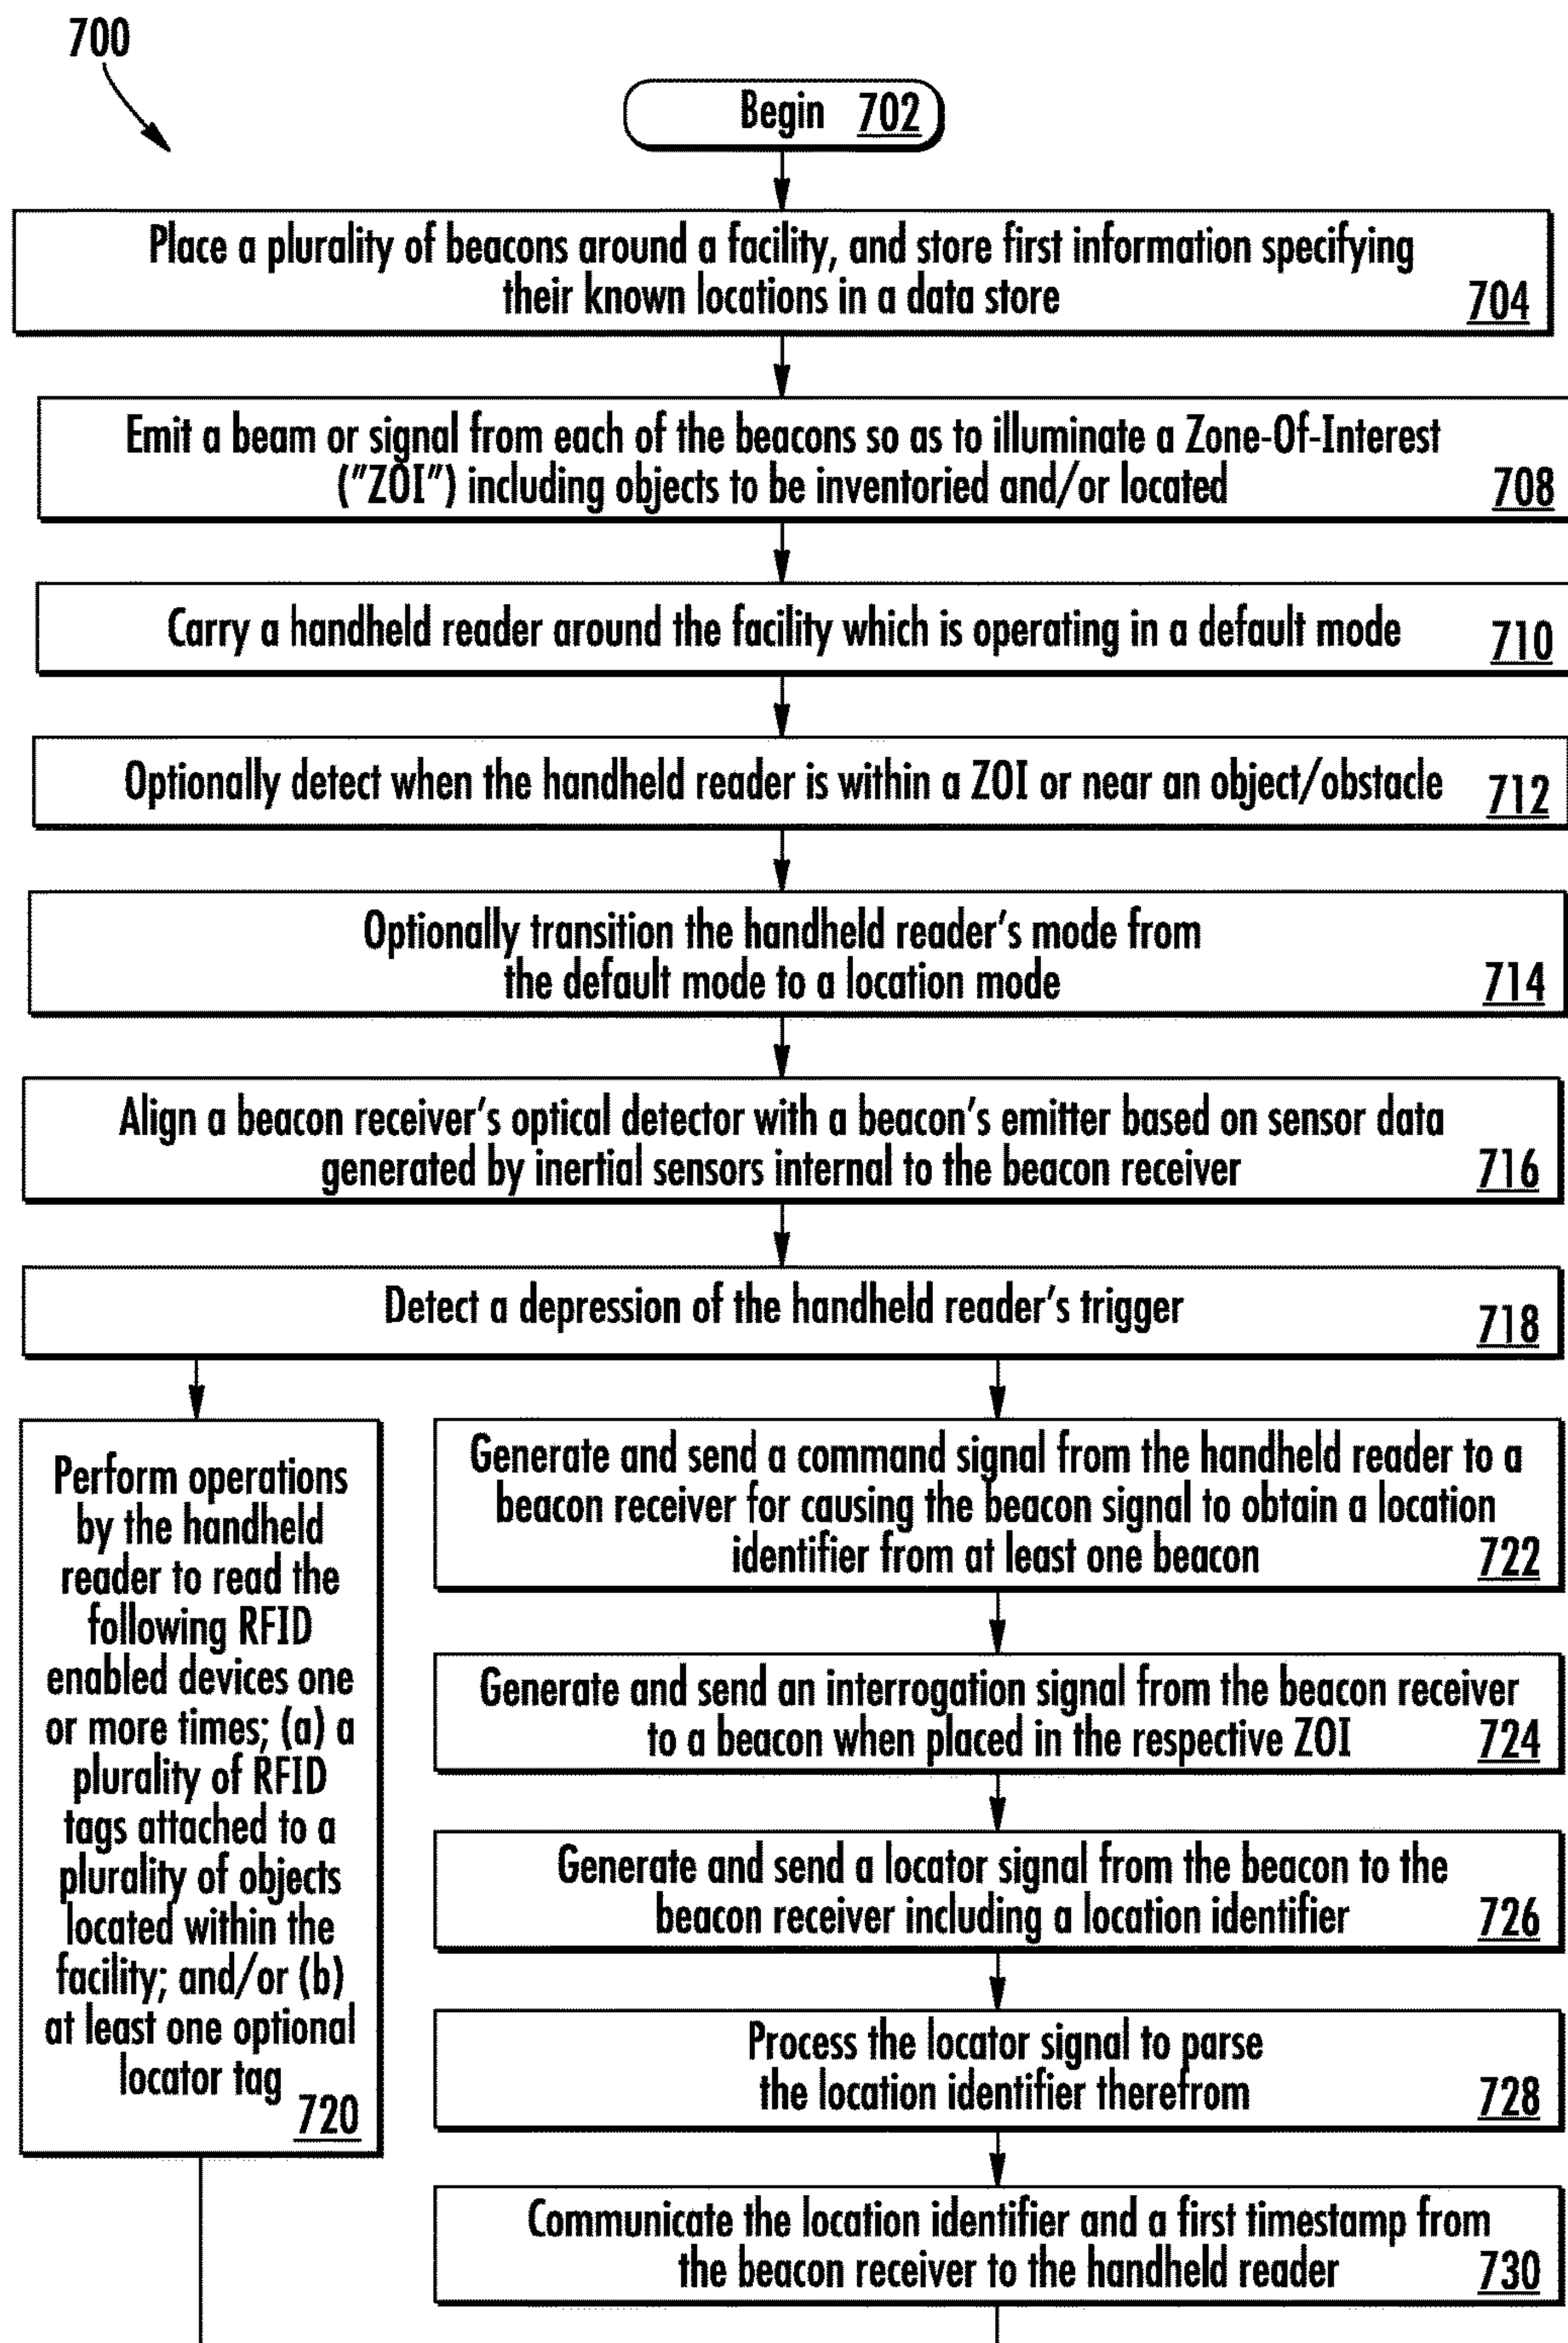 700
Begin 702
Place a plurality of beacons around a facility, and store first information specifying
their known locations in a data store
704
Emit a beam or signal from each of the beacons so as to illuminate a Zone-Of-Interest
("ZOI") including objects to be inventoried and/or located
708
Carry a handheld reader around the facility which is operating in a default mode
710
Optionally detect when the handheld reader is within a ZOI or near an object/obstacle
712
Optionally transition the handheld reader's mode from
the default mode to a location mode
714
Align a beacon receiver's optical detector with a beacon's emitter based on sensor data
generated by inertial sensors internal to the beacon receiver
716
Detect a depression of the handheld reader's trigger
718
Perform operations
by the handheld
reader to read the
following RFID
enabled devices one
or more times; (a) a
plurality of RFID
tags attached to a
plurality of objects
located within the
facility; and/or (b)
at least one optional
locator tag
720
Generate and send a command signal from the handheld reader to a
beacon receiver for causing the beacon signal to obtain a location
identifier from at least one beacon
722
Generate and send an interrogation signal from the beacon receiver
to a beacon when placed in the respective ZOI
724
Generate and send a locator signal from the beacon to the
beacon receiver including a location identifier
726
Process the locator signal to parse
the location identifier therefrom
728
Communicate the location identifier and a first timestamp from
the beacon receiver to the handheld reader
730